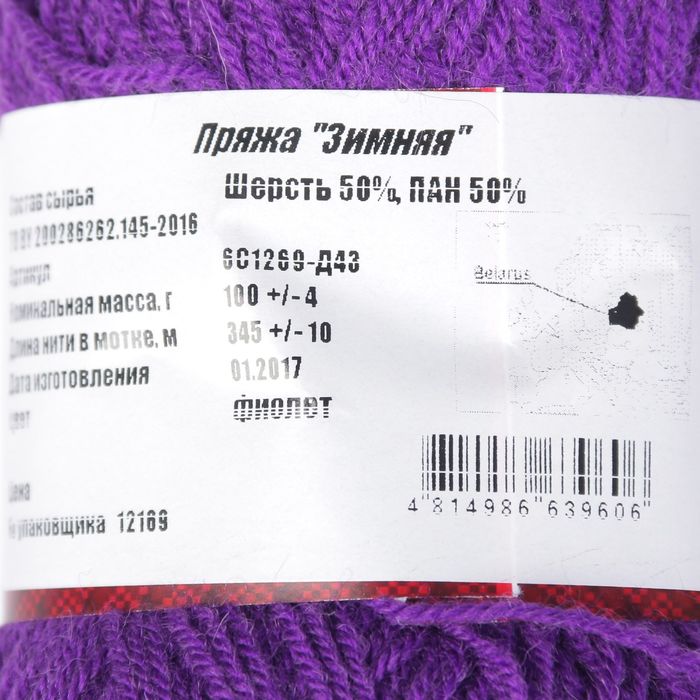 Пряжа "Зимняя"
Состав сырья Шерсть 50%, ПАН 50%
ТО BY 200286262.145-2016
Артикул 6С1269-Д43
Номинальная масса, г 100 +/- 4
Длина нити в мотке, м 345 +/- 10
Дата изготовления 01.2017
Цвет фиолет
Belarus
Цена
№ упаковщика 12169
4 814986 639606